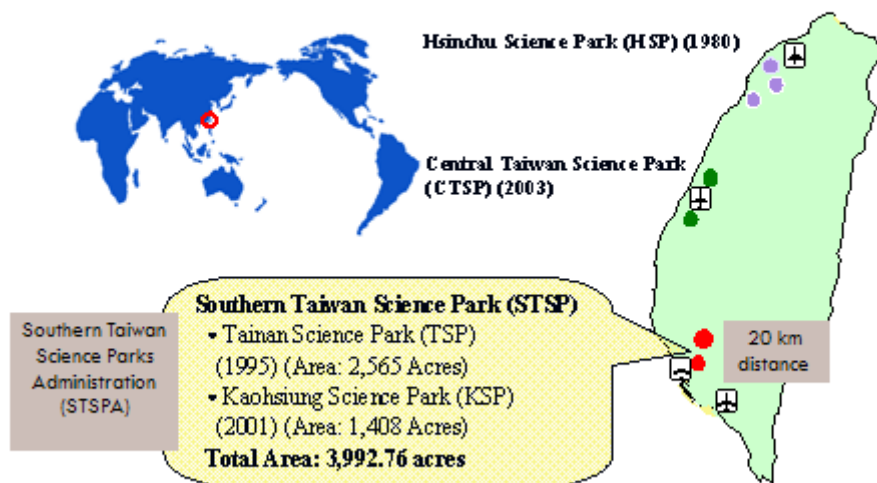 Hsinchu Science Park (HSP) (1980)
Central Taiwan Science Park
(CTSP) (2003)
Southern Taiwan
Science Parks
Administration
(STSPA)
Southern Taiwan Science Park (STSP)
• Tainan Science Park (TSP)
(1995) (Area: 2,565 Acres)
• Kaohsiung Science Park (KSP)
(2001) (Area: 1,408 Acres)
Total Area: 3,992.76 acres
20 km
distance